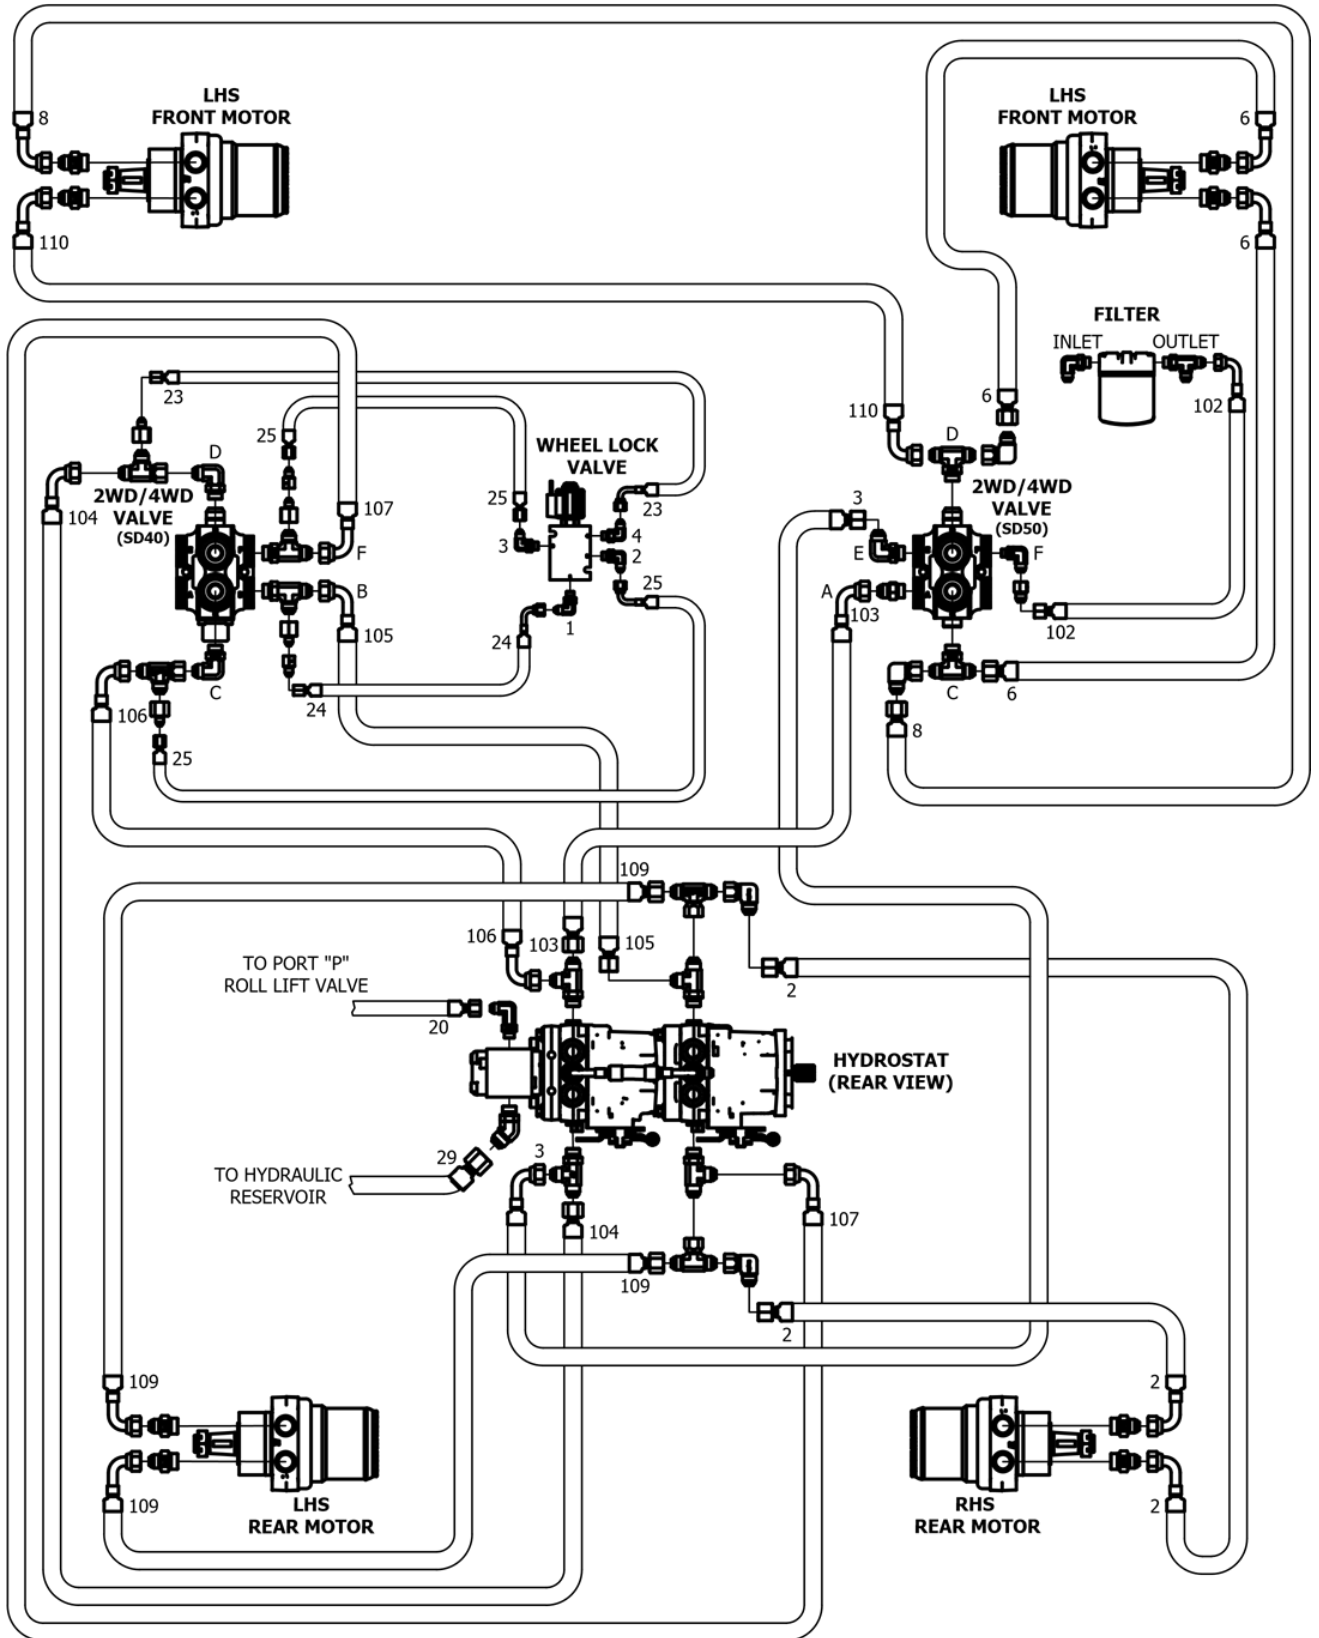 LHS
FRONT MOTOR
LHS
FRONT MOTOR
8
6
110
6
FILTER
INLET
OUTLET
23
25
110
6
102
D
WHEEL LOCK
VALVE
D
2WD/4WD
VALVE
(SD40)
104
107
25
23
3
2WD/4WD
VALVE
(SD50)
3
4
2
F
E
F
25
B
A
103
105
24
1
102
C
106
24
C
6
25
8
109
106
103
105
TO PORT "P"
ROLL LIFT VALVE
2
20
HYDROSTAT
(REAR VIEW)
29
3
TO HYDRAULIC
RESERVOIR
104
107
109
2
109
2
109
2
LHS
REAR MOTOR
RHS
REAR MOTOR